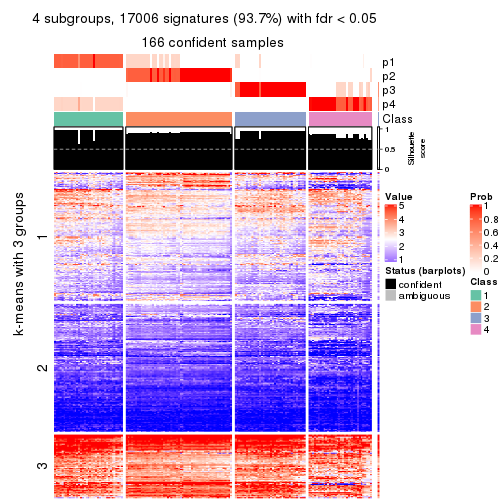 4 subgroups, 17006 signatures (93.7%) with fdr < 0.05
166 confident samples
p1
p2
p3
p4
Class
1
0.5
0
Silhouette
score
k-means with 3 groups
1
2
3
Value
5
4
3
2
1
Status (barplots)
confident
ambiguous
Prob
1
0.8
0.6
0.4
0.2
0
Class
1
2
3
4